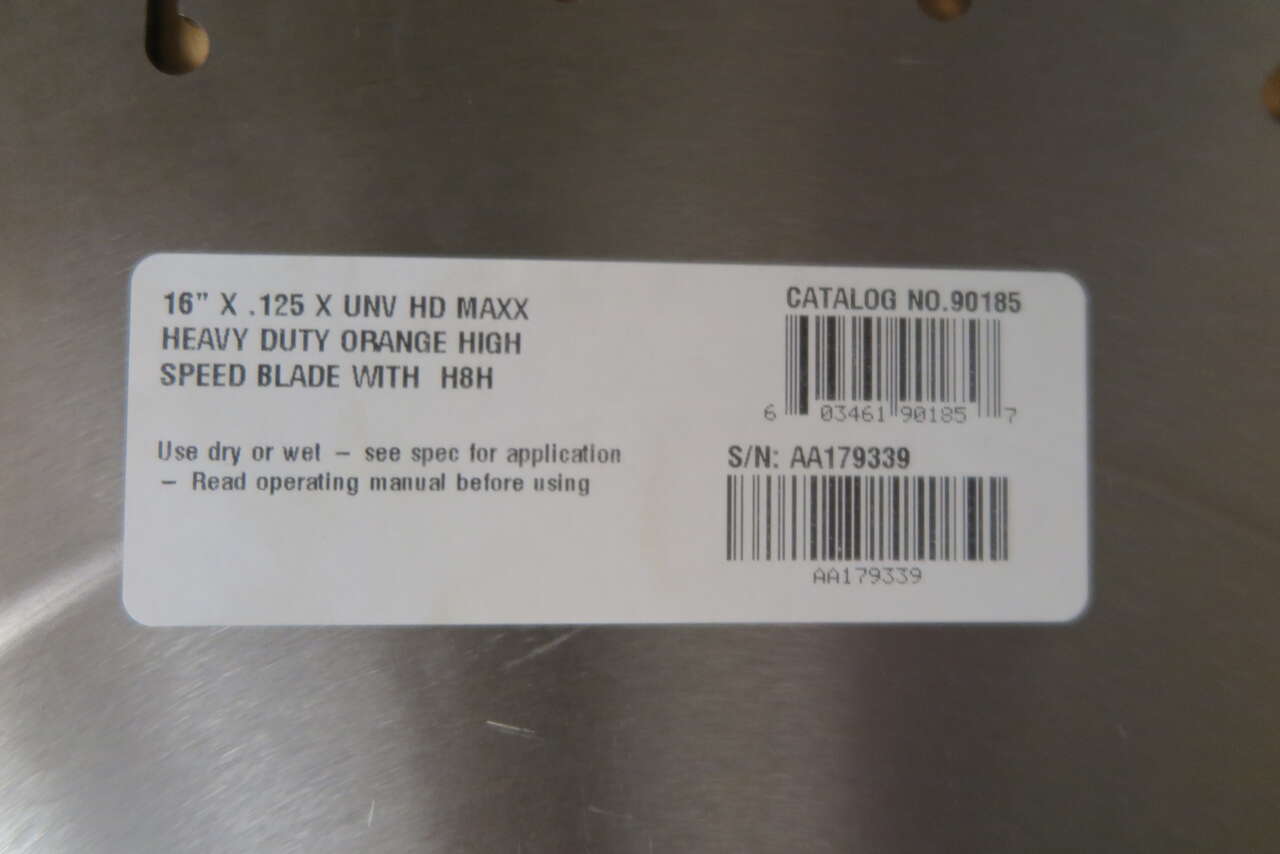 16" X .125 X UNV HD MAXX
HEAVY DUTY ORANGE HIGH
SPEED BLADE WITH H8H
Use dry or wet – see spec for application
– Read operating manual before using
CATALOG NO.90185
6 03461 90185 7
S/N: AA179339
AA179339